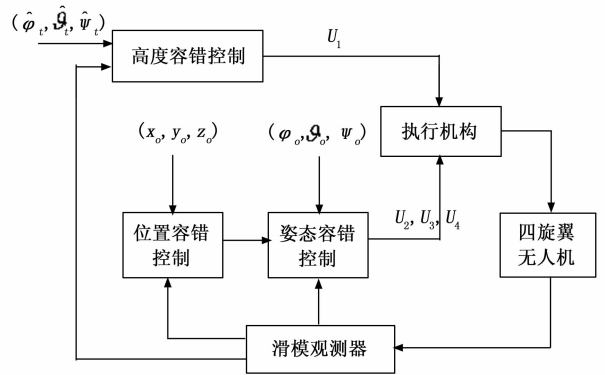 (φ̂t, ϑ̂t, ψ̂t)
高度容错控制
U1
执行机构
(xo, yo, zo)
(φo, ϑo, ψo)
位置容错
控制
姿态容错
控制
U2, U3, U4
四旋翼
无人机
滑模观测器